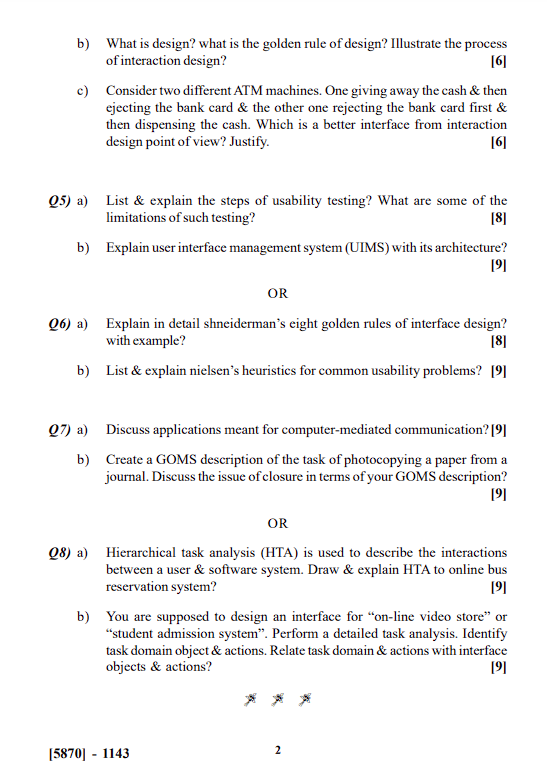 b) What is design? what is the golden rule of design? Illustrate the process
of interaction design? [6]
c) Consider two different ATM machines. One giving away the cash & then
ejecting the bank card & the other one rejecting the bank card first &
then dispensing the cash. Which is a better interface from interaction
design point of view? Justify. [6]
Q5) a) List & explain the steps of usability testing? What are some of the
limitations of such testing? [8]
b) Explain user interface management system (UIMS) with its architecture?
[9]
OR
Q6) a) Explain in detail shneiderman’s eight golden rules of interface design?
with example? [8]
b) List & explain nielsen’s heuristics for common usability problems? [9]
Q7) a) Discuss applications meant for computer-mediated communication? [9]
b) Create a GOMS description of the task of photocopying a paper from a
journal. Discuss the issue of closure in terms of your GOMS description?
[9]
OR
Q8) a) Hierarchical task analysis (HTA) is used to describe the interactions
between a user & software system. Draw & explain HTA to online bus
reservation system? [9]
b) You are supposed to design an interface for “on-line video store” or
“student admission system”. Perform a detailed task analysis. Identify
task domain object & actions. Relate task domain & actions with interface
objects & actions? [9]
[5870] - 1143 2